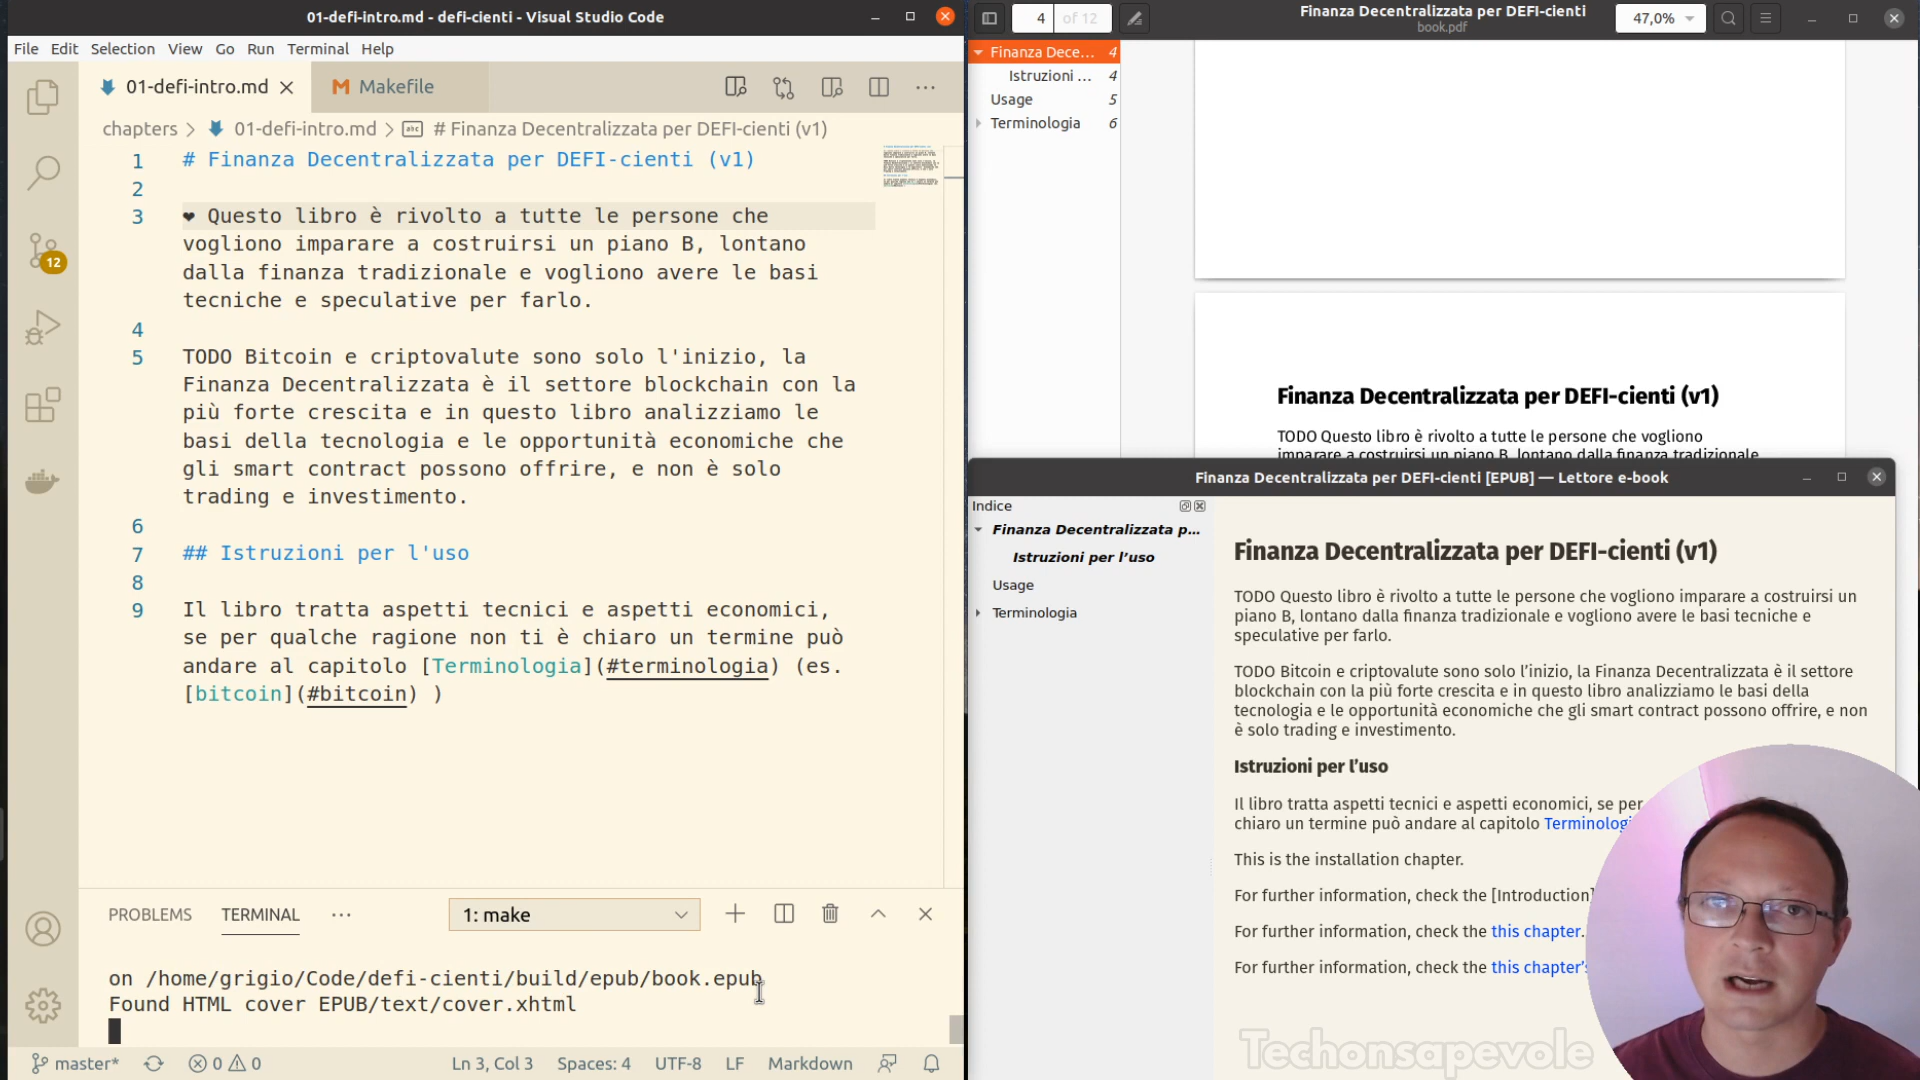 01-defi-intro.md - defi-cienti - Visual Studio Code
File Edit Selection View Go Run Terminal Help
01-defi-intro.md
Makefile
chapters > 01-defi-intro.md > # Finanza Decentralizzata per DEFI-cienti (v1)
1 # Finanza Decentralizzata per DEFI-cienti (v1)
2
3 ❤ Questo libro è rivolto a tutte le persone che
vogliono imparare a costruirsi un piano B, lontano
dalla finanza tradizionale e vogliono avere le basi
tecniche e speculative per farlo.
4
5 TODO Bitcoin e criptovalute sono solo l'inizio, la
Finanza Decentralizzata è il settore blockchain con la
più forte crescita e in questo libro analizziamo le
basi della tecnologia e le opportunità economiche che
gli smart contract possono offrire, e non è solo
trading e investimento.
6
7 ## Istruzioni per l'uso
8
9 Il libro tratta aspetti tecnici e aspetti economici,
se per qualche ragione non ti è chiaro un termine può
andare al capitolo [Terminologia](#terminologia) (es.
[bitcoin](#bitcoin) )
12
PROBLEMS TERMINAL ··· 1: make
on /home/grigio/Code/defi-cienti/build/epub/book.epub
Found HTML cover EPUB/text/cover.xhtml
master* 0 0 Ln 3, Col 3 Spaces: 4 UTF-8 LF Markdown
4 of 12
Finanza Decentralizzata per DEFI-cienti
book.pdf
47,0%
Finanza Dece... 4
Istruzioni ... 4
Usage 5
Terminologia 6
Finanza Decentralizzata per DEFI-cienti (v1)
TODO Questo libro è rivolto a tutte le persone che vogliono
imparare a costruirsi un piano B, lontano dalla finanza tradizionale
Finanza Decentralizzata per DEFI-cienti [EPUB] — Lettore e-book
Indice
Finanza Decentralizzata p...
Istruzioni per l’uso
Usage
Terminologia
Finanza Decentralizzata per DEFI-cienti (v1)
TODO Questo libro è rivolto a tutte le persone che vogliono imparare a costruirsi un
piano B, lontano dalla finanza tradizionale e vogliono avere le basi tecniche e
speculative per farlo.
TODO Bitcoin e criptovalute sono solo l’inizio, la Finanza Decentralizzata è il settore
blockchain con la più forte crescita e in questo libro analizziamo le basi della
tecnologia e le opportunità economiche che gli smart contract possono offrire, e non
è solo trading e investimento.
Istruzioni per l’uso
Il libro tratta aspetti tecnici e aspetti economici, se per
chiaro un termine può andare al capitolo Terminologi
This is the installation chapter.
For further information, check the [Introduction]
For further information, check the this chapter.
For further information, check the this chapter’s
Techonsapevole